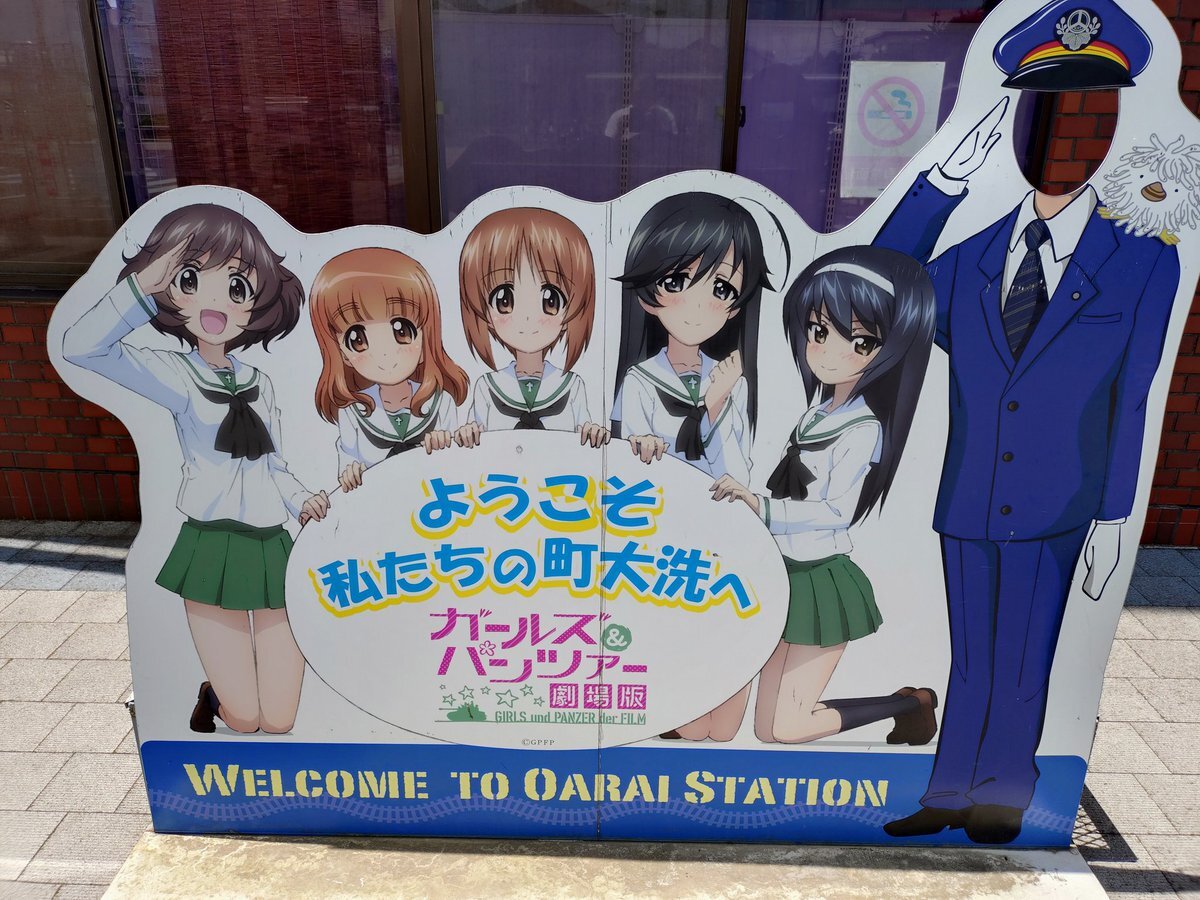 ようこそ
私たちの町大洗へ
ガールズ&
パンツァー
劇場版
GIRLS und PANZER der FILM
©GPFP
WELCOME TO OARAI STATION